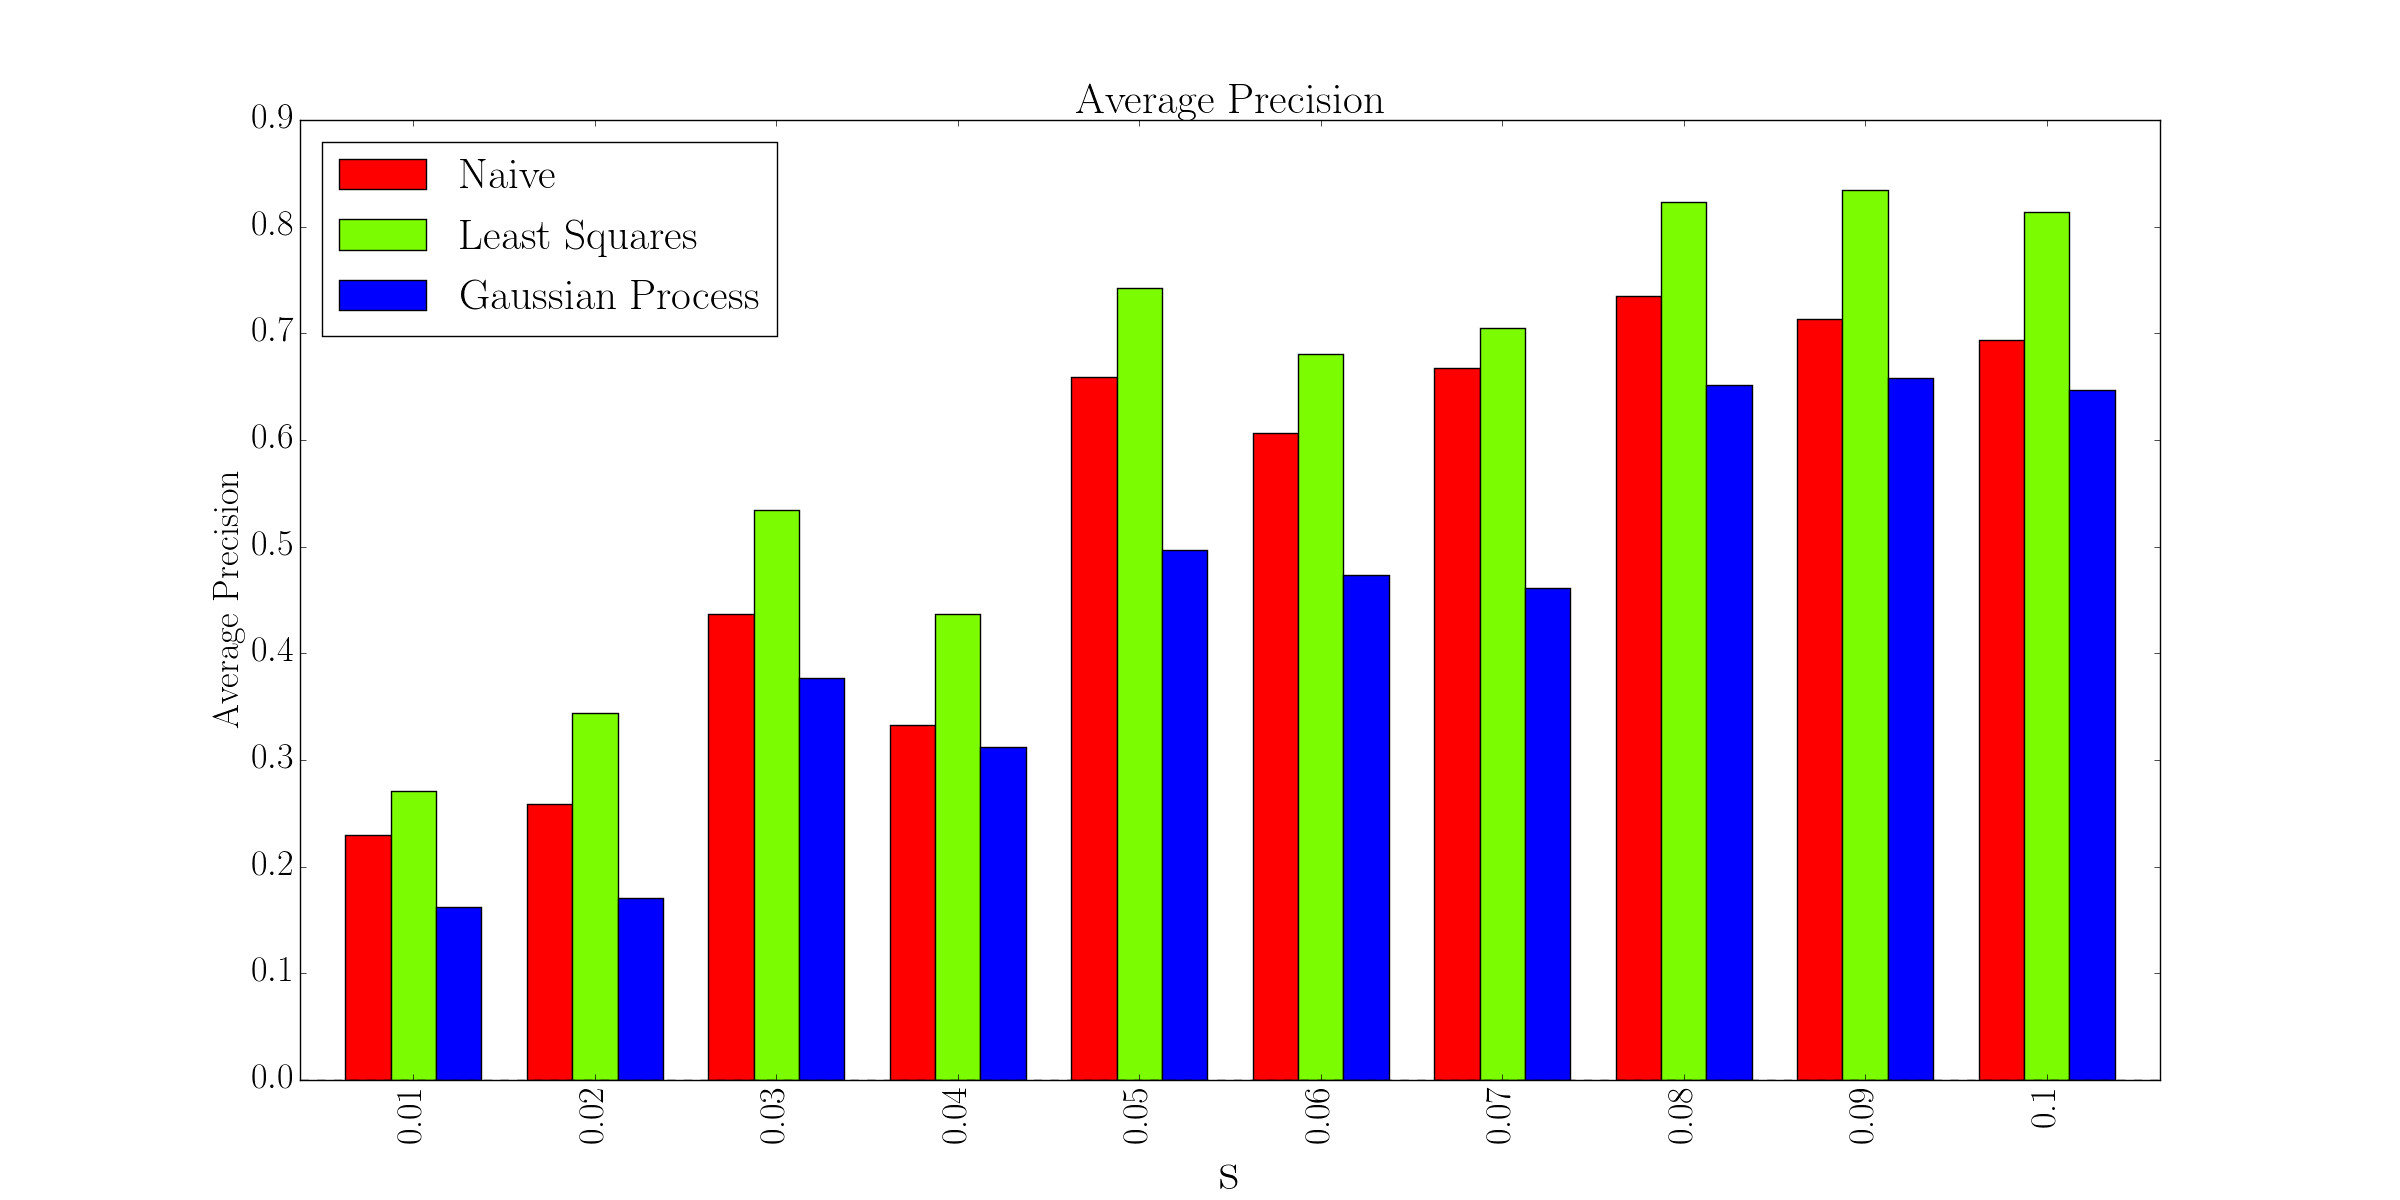 Average Precision
0.9
0.8
0.7
0.6
0.5
0.4
0.3
0.2
0.1
0.0
Average Precision
Naive
Least Squares
Gaussian Process
0.01 0.02 0.03 0.04 0.05 0.06 0.07 0.08 0.09 0.1
s